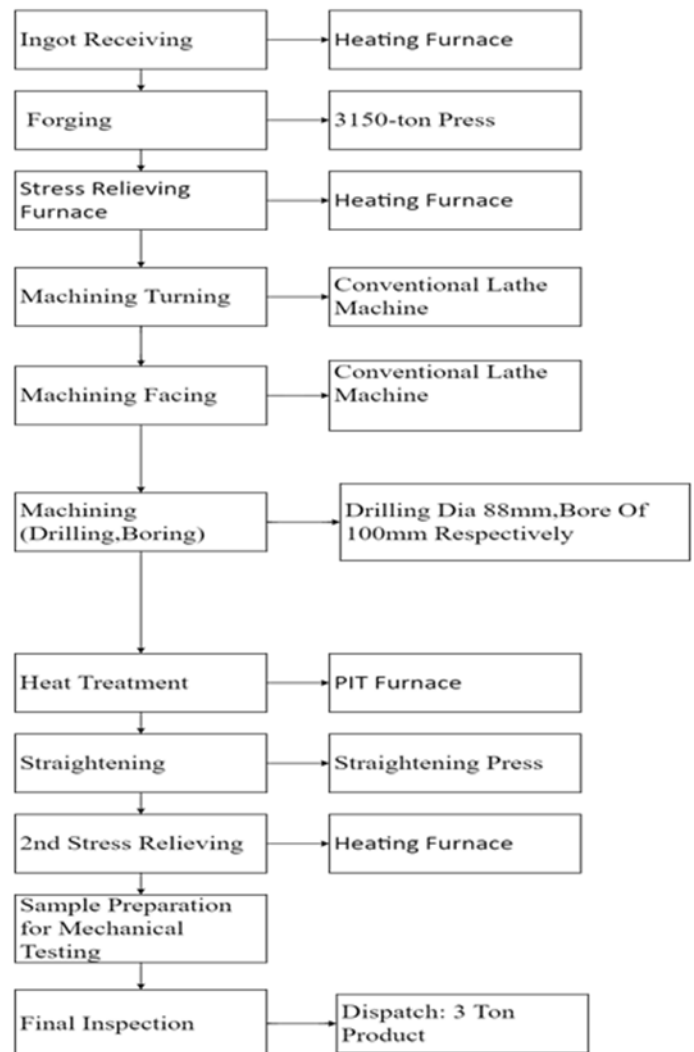 Ingot Receiving
Heating Furnace
Forging
3150-ton Press
Stress Relieving
Furnace
Heating Furnace
Machining Turning
Conventional Lathe
Machine
Machining Facing
Conventional Lathe
Machine
Machining
(Drilling,Boring)
Drilling Dia 88mm,Bore Of
100mm Respectively
Heat Treatment
PIT Furnace
Straightening
Straightening Press
2nd Stress Relieving
Heating Furnace
Sample Preparation
for Mechanical
Testing
Final Inspection
Dispatch: 3 Ton
Product